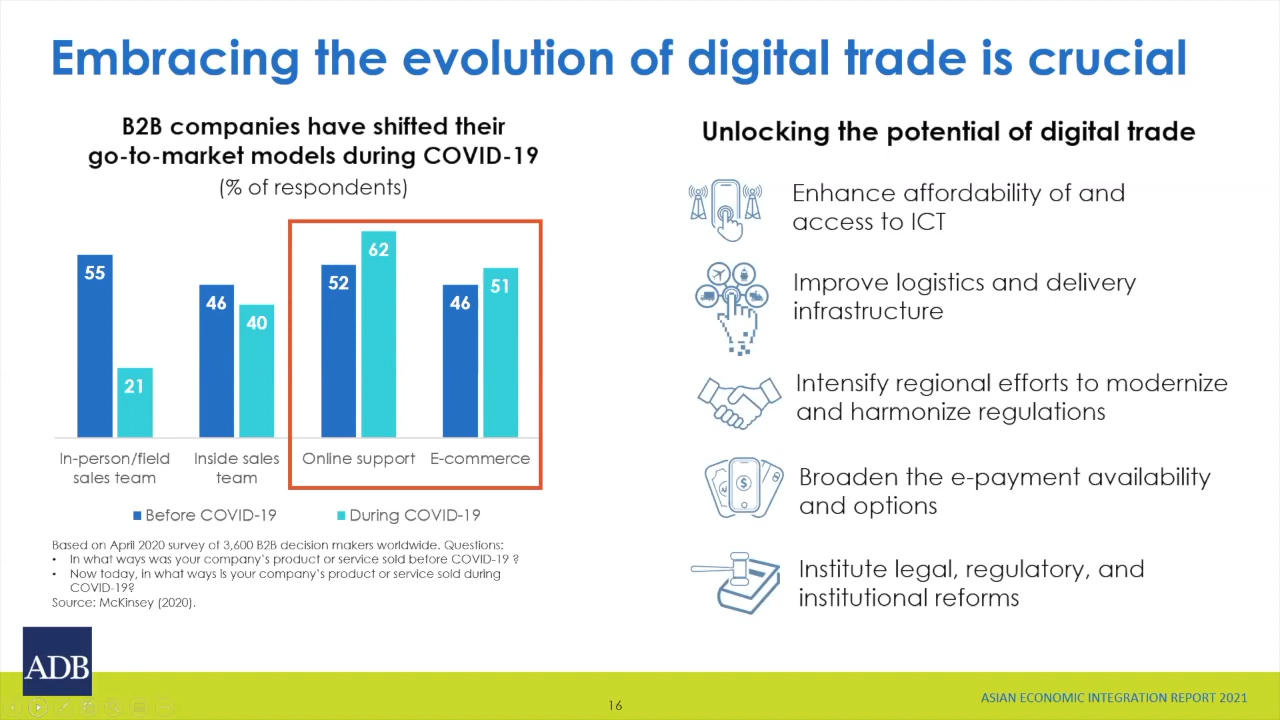 Embracing the evolution of digital trade is crucial
B2B companies have shifted their
go-to-market models during COVID-19
(% of respondents)
55
21
46
40
52
62
46
51
In-person/field
sales team
Inside sales
team
Online support
E-commerce
Before COVID-19
During COVID-19
Based on April 2020 survey of 3,600 B2B decision makers worldwide. Questions:
• In what ways was your company's product or service sold before COVID-19 ?
• Now today, in what ways is your company's product or service sold during
COVID-19?
Source: McKinsey (2020).
Unlocking the potential of digital trade
Enhance affordability of and
access to ICT
Improve logistics and delivery
infrastructure
Intensify regional efforts to modernize
and harmonize regulations
$
Broaden the e-payment availability
and options
Institute legal, regulatory, and
institutional reforms
ADB
16
ASIAN ECONOMIC INTEGRATION REPORT 2021